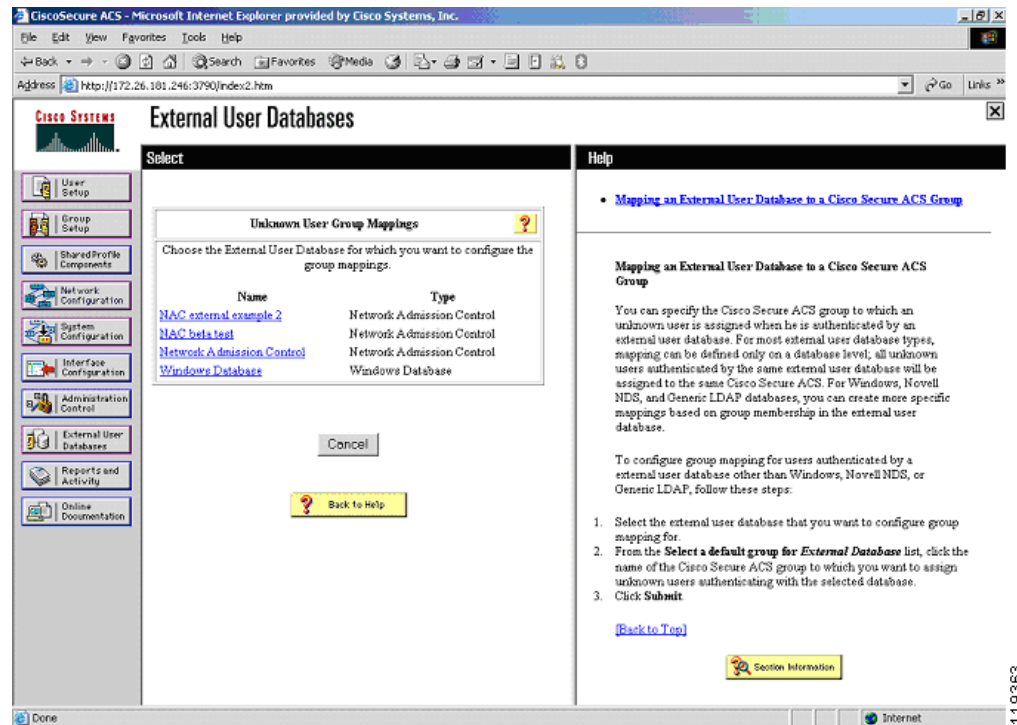 CiscoSecure ACS - Microsoft Internet Explorer provided by Cisco Systems, Inc.
File Edit View Favorites Tools Help
Back Search Favorites Media
Address http://172.26.181.246:3790/index2.htm Go Links »
CISCO SYSTEMS
External User Databases
Select
User Setup
Group Setup
Shared Profile Components
Network Configuration
System Configuration
Interface Configuration
Administration Control
External User Databases
Reports and Activity
Online Documentation
Unknown User Group Mappings
Choose the External User Database for which you want to configure the
group mappings.
Name Type
NAC external example 2 Network Admission Control
NAC beta test Network Admission Control
Network Admission Control Network Admission Control
Windows Database Windows Database
Cancel
Back to Help
Help
• Mapping an External User Database to a Cisco Secure ACS Group
Mapping an External User Database to a Cisco Secure ACS
Group
You can specify the Cisco Secure ACS group to which an
unknown user is assigned when he is authenticated by an
external user database. For most external user database types,
mapping can be defined only on a database level; all unknown
users authenticated by the same external user database will be
assigned to the same Cisco Secure ACS. For Windows, Novell
NDS, and Generic LDAP databases, you can create more specific
mappings based on group membership in the external user
database.
To configure group mapping for users authenticated by a
external user database other than Windows, Novell NDS, or
Generic LDAP, follow these steps:
1. Select the external user database that you want to configure group
mapping for.
2. From the Select a default group for External Database list, click the
name of the Cisco Secure ACS group to which you want to assign
unknown users authenticating with the selected database.
3. Click Submit.
[Back to Top]
Section Information
Done Internet
119363